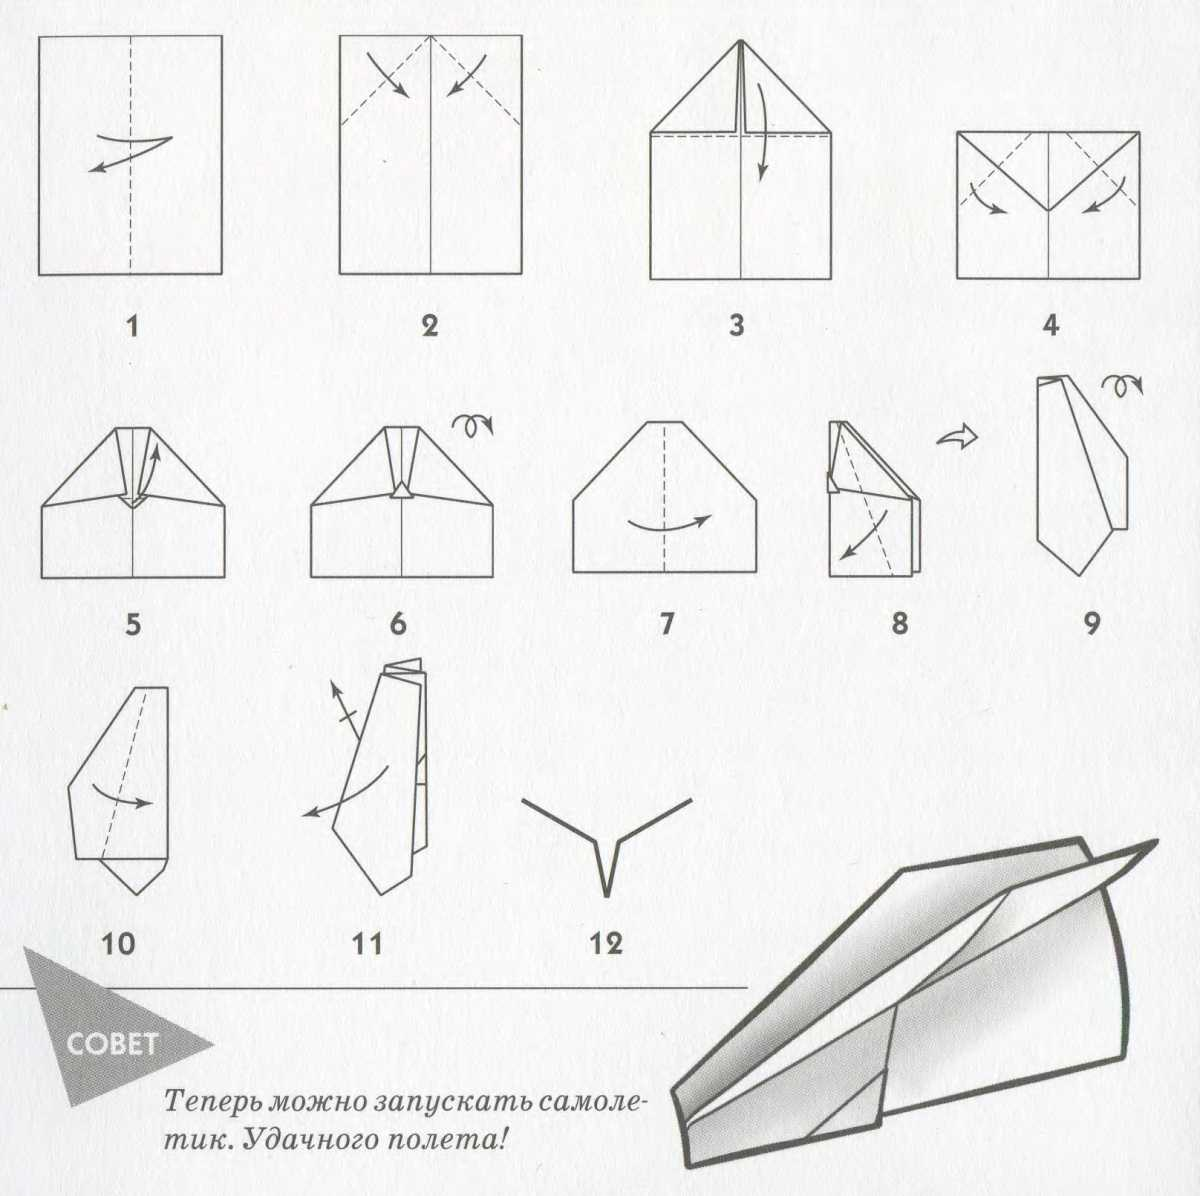 1 2 3 4
5 6 7 8 9
10 11 12
СОВЕТ
Теперь можно запускать самоле-
тик. Удачного полета!